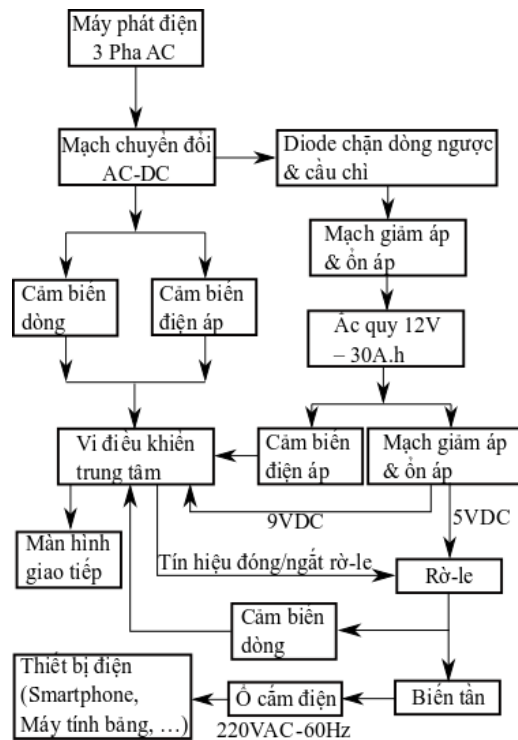 Máy phát điện
3 Pha AC
Mạch chuyển đổi
AC-DC
Diode chặn dòng ngược
& cầu chì
Mạch giảm áp
& ổn áp
Cảm biến
dòng
Cảm biến
điện áp
Ắc quy 12V
– 30A.h
Vi điều khiển
trung tâm
Cảm biến
điện áp
Mạch giảm áp
& ổn áp
9VDC
5VDC
Màn hình
giao tiếp
Tín hiệu đóng/ngắt rờ-le
Rờ-le
Cảm biến
dòng
Thiết bị điện
(Smartphone,
Máy tính bảng, …)
Ổ cắm điện
220VAC-60Hz
Biến tần